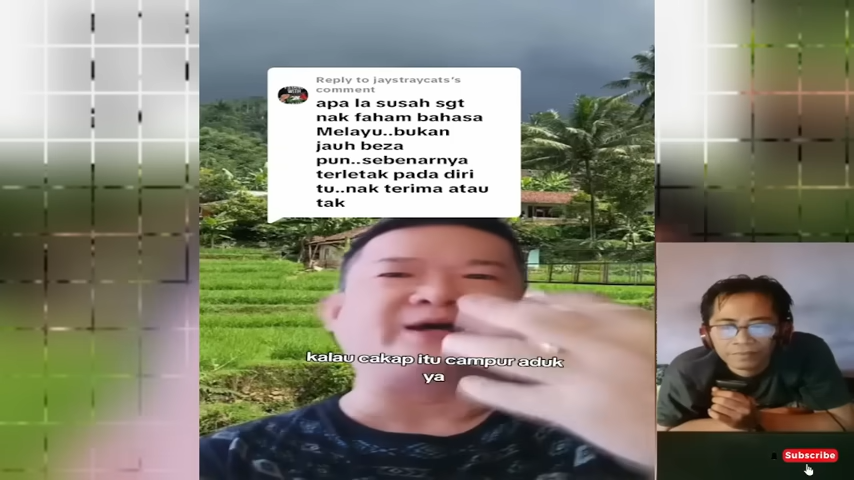 Reply to jaystraycats's
comment
apa la susah sgt
nak faham bahasa
Melayu..bukan
jauh beza
pun..sebenarnya
terletak pada diri
tu..nak terima atau
tak
kalau cakap itu campur aduk
ya
Subscribe